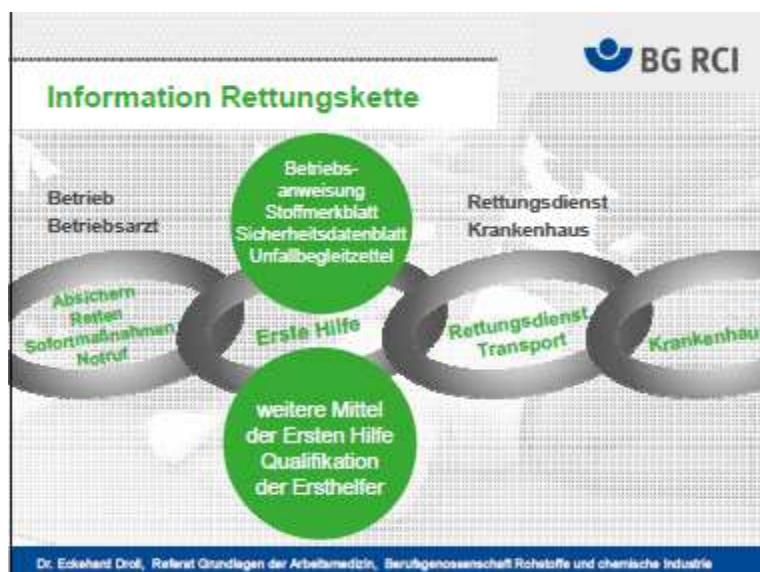 BG RCI
Information Rettungskette
Betriebs-
anweisung
Stoffmerkblatt
Sicherheitsdatenblatt
Unfallbegleitzettel
Betrieb
Betriebsarzt
Rettungsdienst
Krankenhaus
Absichern
Retten
Sofortmaßnahmen
Notruf
Erste Hilfe
Rettungsdienst
Transport
Krankenhaus
weitere Mittel
der Ersten Hilfe
Qualifikation
der Ersthelfer
Dr. Eckehard Droll, Referat Grundlagen der Arbeitsmedizin, Berufsgenossenschaft Rohstoffe und chemische Industrie